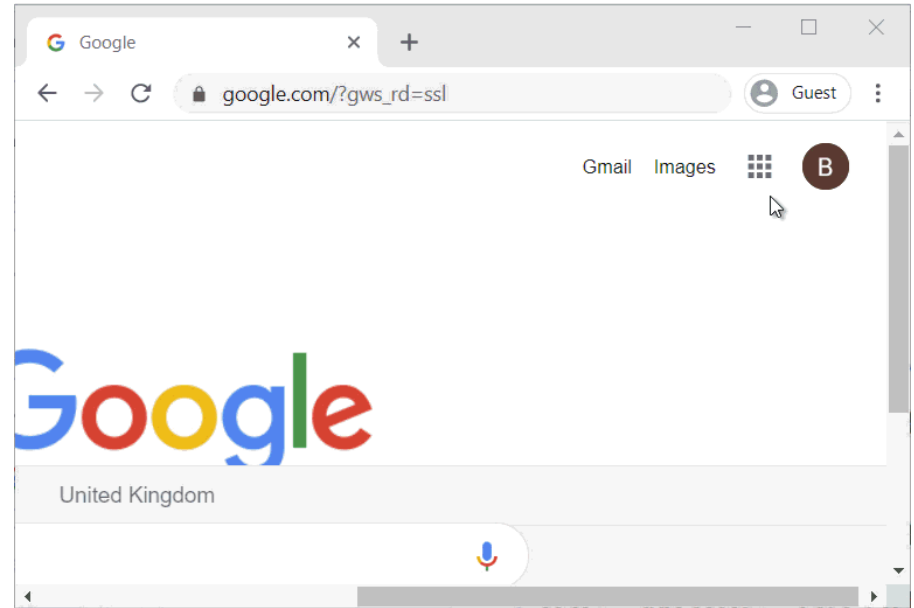 Google
google.com/?gws_rd=ssl
Guest
Gmail Images
B
Google
United Kingdom